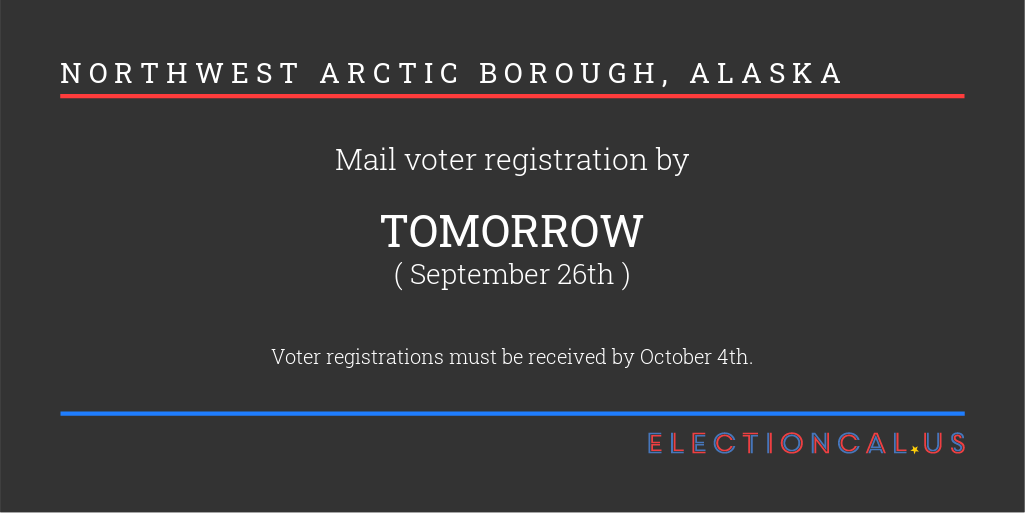 NORTHWEST ARCTIC BOROUGH, ALASKA
Mail voter registration by
TOMORROW
( September 26th )
Voter registrations must be received by October 4th.
ELECTIONCAL.US